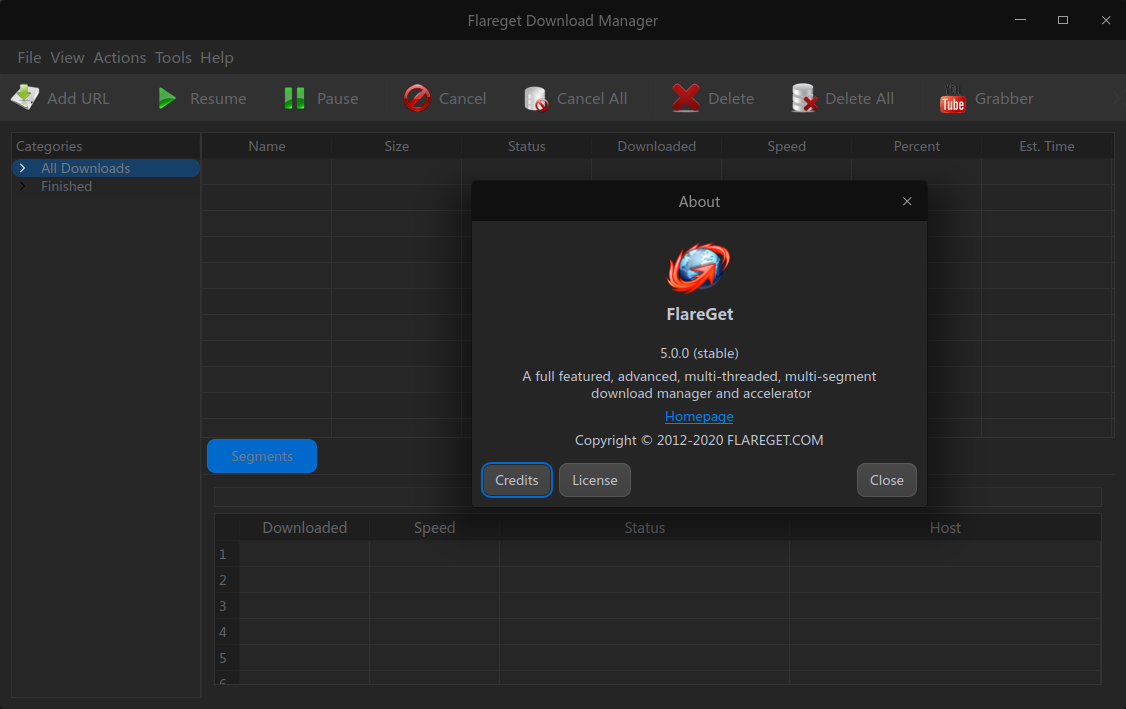 Flareget Download Manager
File View Actions Tools Help
Add URL Resume Pause Cancel Cancel All Delete Delete All Tube Grabber
Categories
All Downloads
Finished
Name Size Status Downloaded Speed Percent Est. Time
About
FlareGet
5.0.0 (stable)
A full featured, advanced, multi-threaded, multi-segment
download manager and accelerator
Homepage
Copyright © 2012-2020 FLAREGET.COM
Credits License Close
Segments
Downloaded Speed Status Host
1
2
3
4
5
6